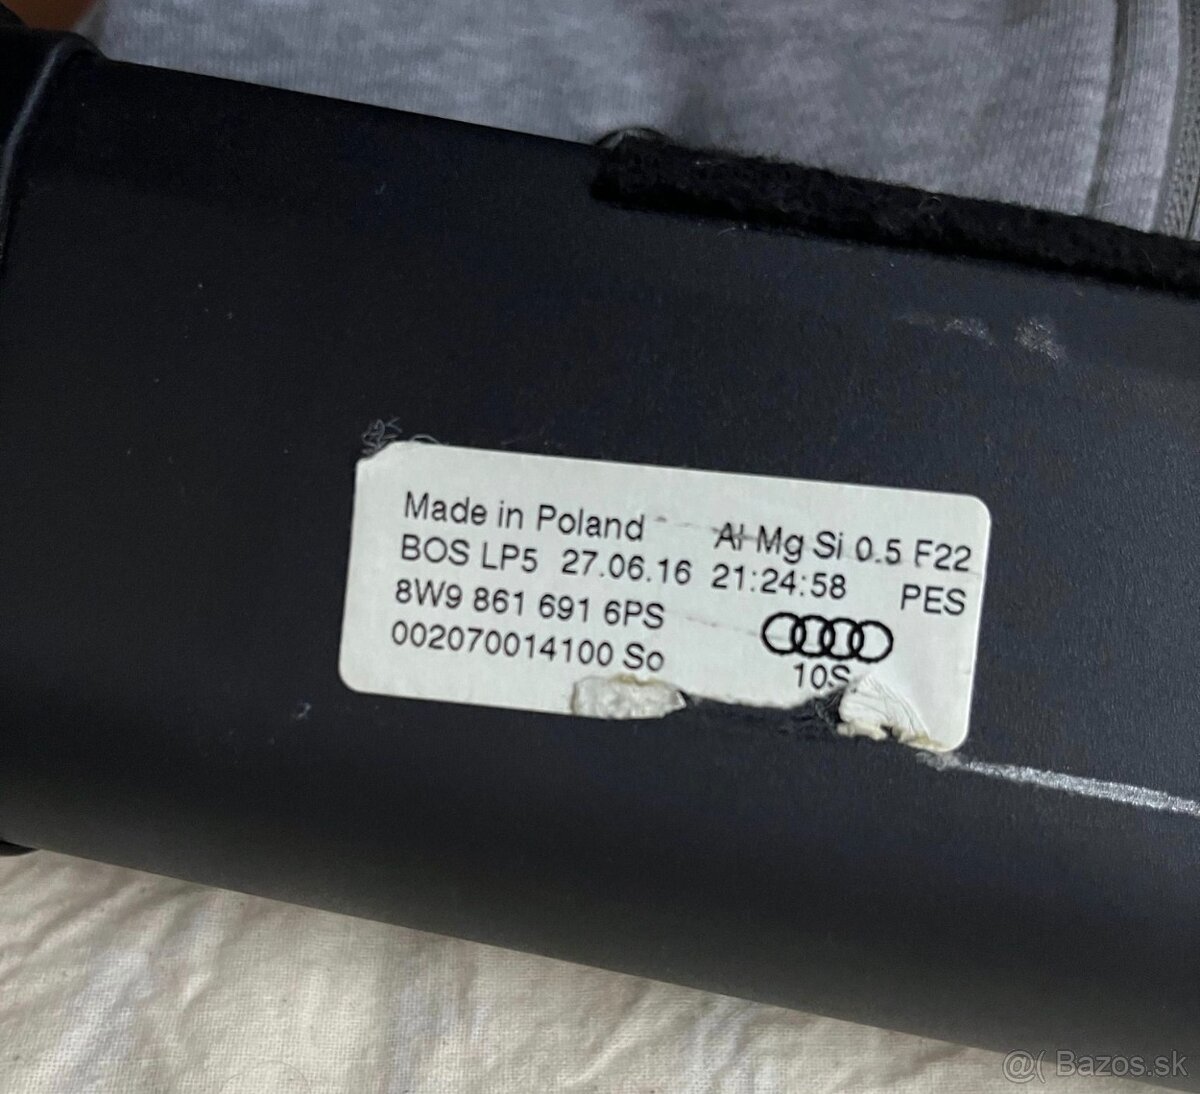 Made in Poland Al Mg Si 0.5 F22
BOS LP5 27.06.16 21:24:58 PES
8W9 861 691 6PS
002070014100 So
10S
@( Bazos.sk